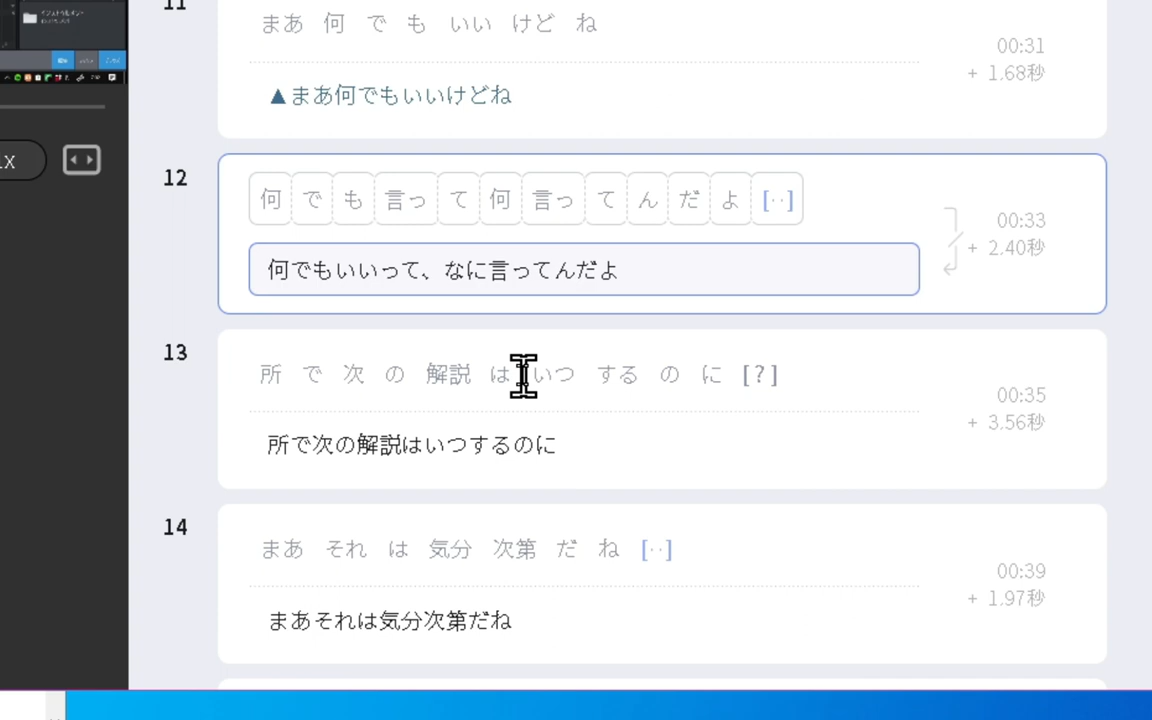 11
まあ 何 で も いい けど ね
00:31
+ 1.68秒
▲まあ何でもいいけどね
x
12
何 で も 言っ て 何 言っ て ん だ よ [··]
00:33
+ 2.40秒
何でもいいって、なに言ってんだよ
13
所 で 次 の 解説 は いつ する の に [?]
00:35
+ 3.56秒
所で次の解説はいつするのに
14
まあ それ は 気分 次第 だ ね [··]
00:39
+ 1.97秒
まあそれは気分次第だね